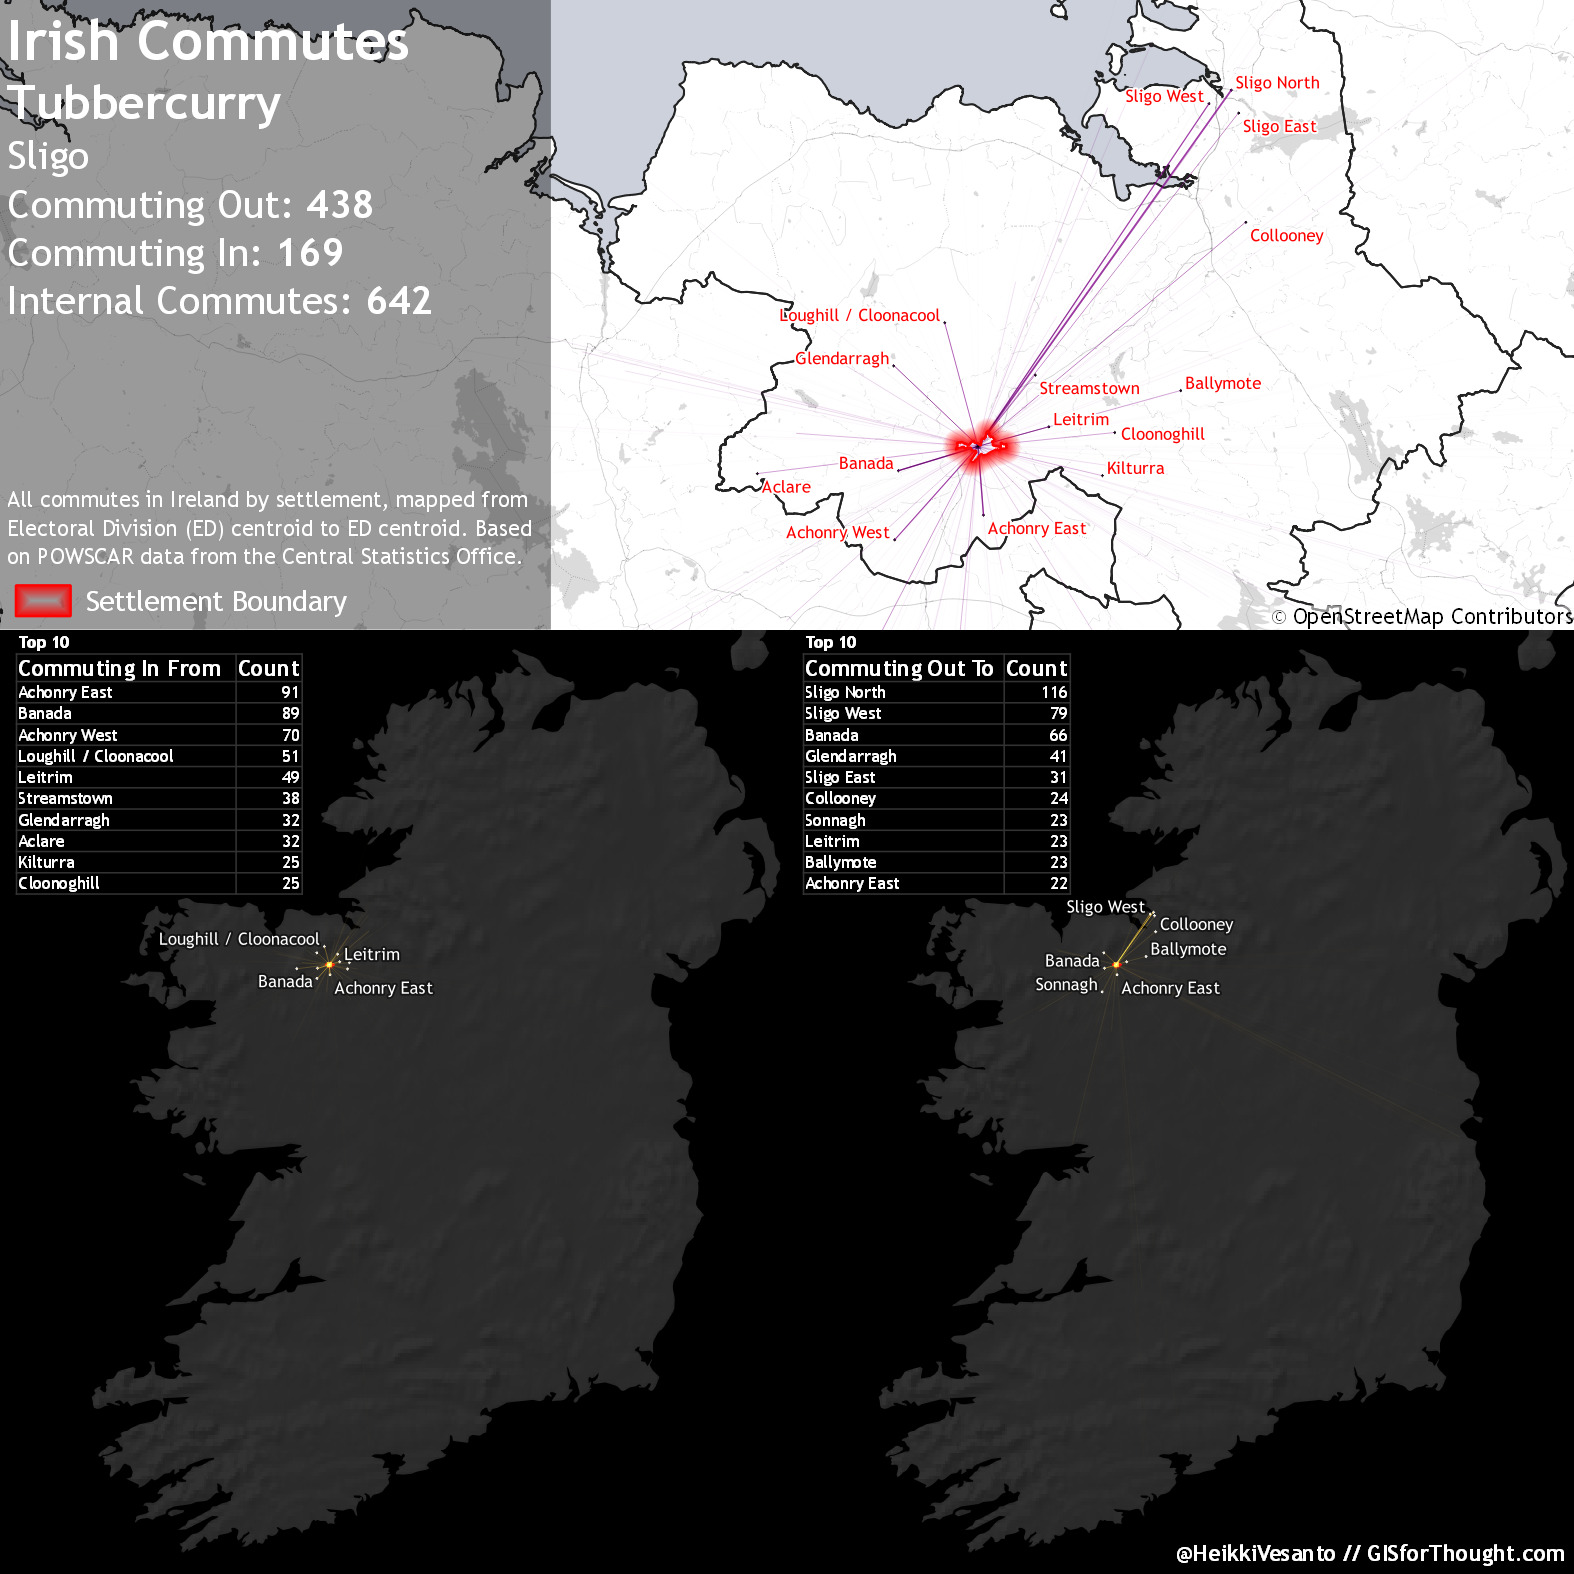 Irish Commutes
Tubbercurry
Sligo
Commuting Out: 438
Commuting In: 169
Internal Commutes: 642
All commutes in Ireland by settlement, mapped from
Electoral Division (ED) centroid to ED centroid. Based
on POWSCAR data from the Central Statistics Office.
Settlement Boundary
Sligo North
Sligo West
Sligo East
Collooney
Loughill / Cloonacool
Glendarragh
Streamstown
Ballymote
Leitrim
Cloonoghill
Banada
Kilturra
Aclare
Achonry West
Achonry East
© OpenStreetMap Contributors
Top 10
Commuting In From Count
Achonry East 91
Banada 89
Achonry West 70
Loughill / Cloonacool 51
Leitrim 49
Streamstown 38
Glendarragh 32
Aclare 32
Kilturra 25
Cloonoghill 25
Loughill / Cloonacool
Leitrim
Banada
Achonry East
Top 10
Commuting Out To Count
Sligo North 116
Sligo West 79
Banada 66
Glendarragh 41
Sligo East 31
Collooney 24
Sonnagh 23
Leitrim 23
Ballymote 23
Achonry East 22
Sligo West
Collooney
Ballymote
Banada
Sonnagh
Achonry East
@HeikkiVesanto // GISforThought.com